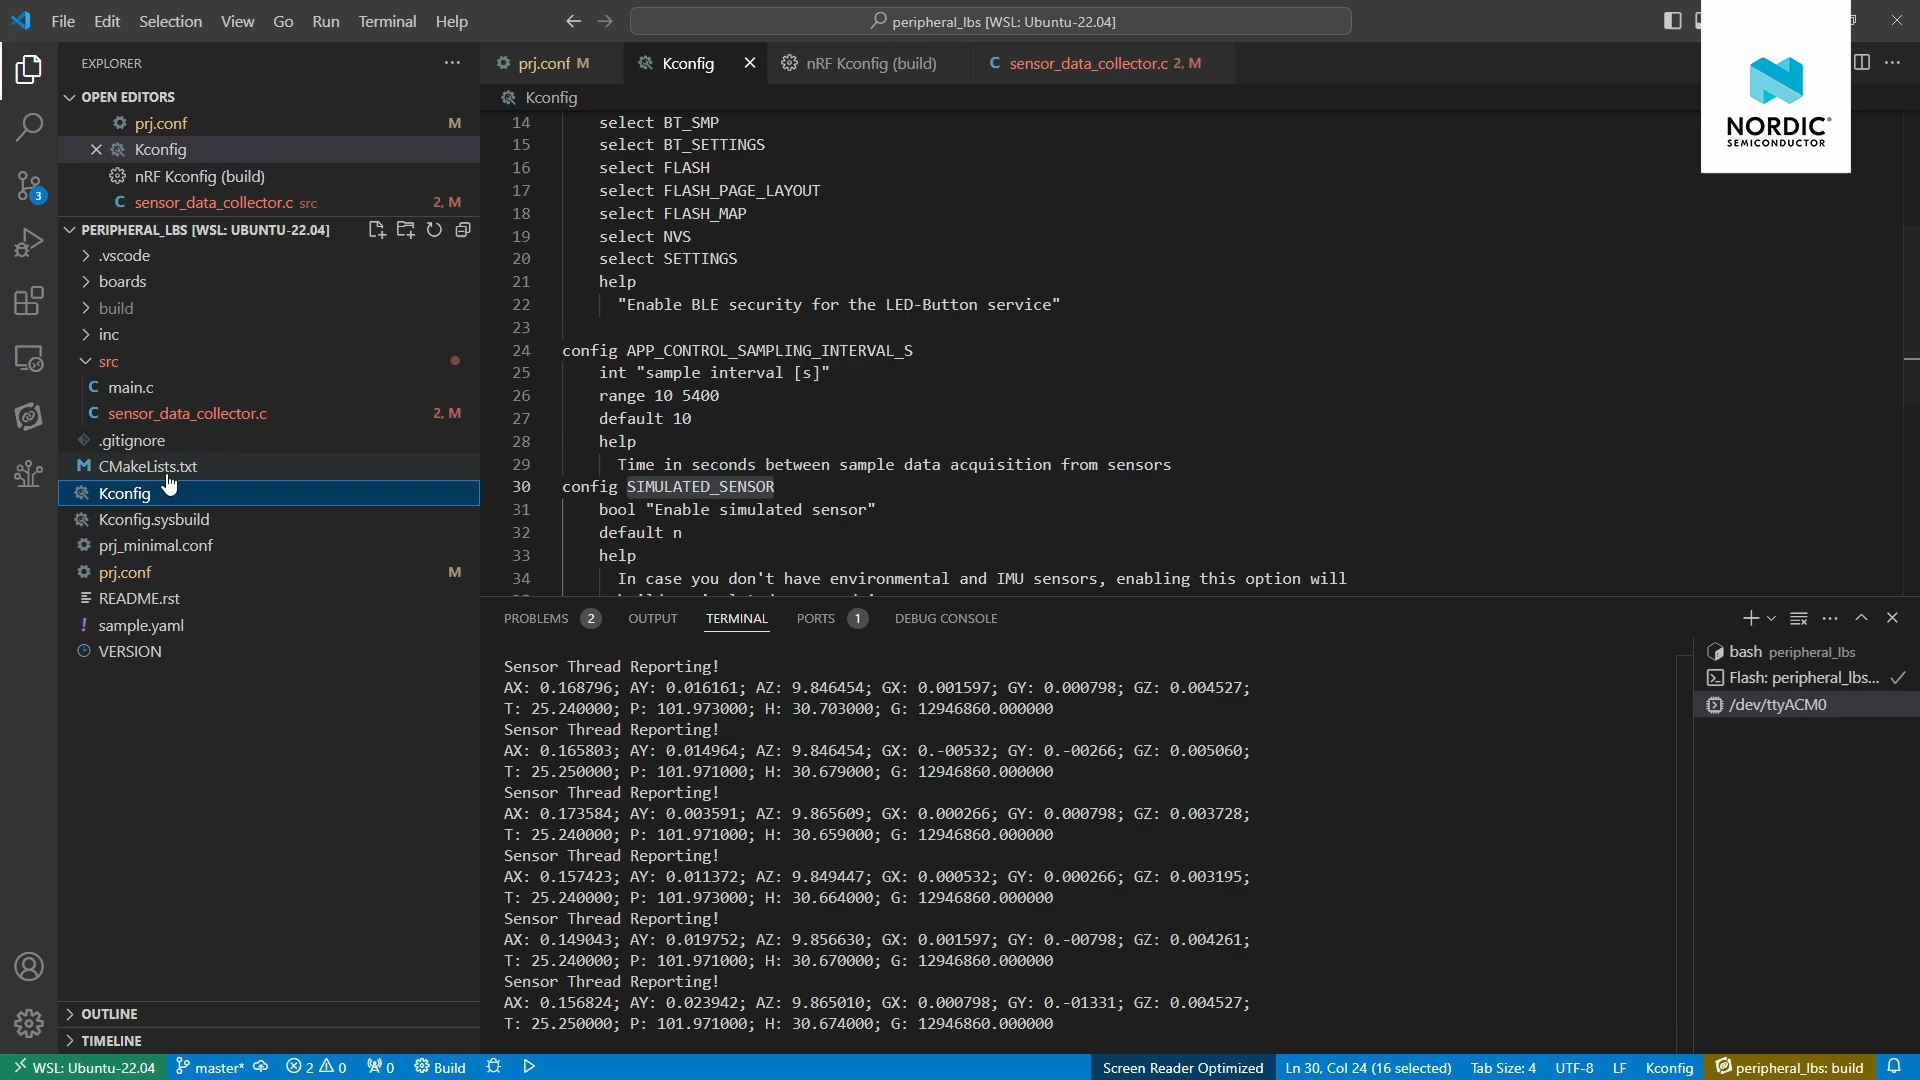 File Edit Selection View Go Run Terminal Help
peripheral_lbs [WSL: Ubuntu-22.04]
NORDIC®
SEMICONDUCTOR
EXPLORER
OPEN EDITORS
prj.conf M
Kconfig
nRF Kconfig (build)
sensor_data_collector.c src 2, M
PERIPHERAL_LBS [WSL: UBUNTU-22.04]
.vscode
boards
build
inc
src
main.c
sensor_data_collector.c 2, M
.gitignore
CMakeLists.txt
Kconfig
Kconfig.sysbuild
prj_minimal.conf
prj.conf M
README.rst
sample.yaml
VERSION
OUTLINE
TIMELINE
3
prj.conf M Kconfig nRF Kconfig (build) sensor_data_collector.c 2, M
Kconfig
14 select BT_SMP
15 select BT_SETTINGS
16 select FLASH
17 select FLASH_PAGE_LAYOUT
18 select FLASH_MAP
19 select NVS
20 select SETTINGS
21 help
22 "Enable BLE security for the LED-Button service"
23
24 config APP_CONTROL_SAMPLING_INTERVAL_S
25 int "sample interval [s]"
26 range 10 5400
27 default 10
28 help
29 Time in seconds between sample data acquisition from sensors
30 config SIMULATED_SENSOR
31 bool "Enable simulated sensor"
32 default n
33 help
34 In case you don't have environmental and IMU sensors, enabling this option will
PROBLEMS 2 OUTPUT TERMINAL PORTS 1 DEBUG CONSOLE
Sensor Thread Reporting!
AX: 0.168796; AY: 0.016161; AZ: 9.846454; GX: 0.001597; GY: 0.000798; GZ: 0.004527;
T: 25.240000; P: 101.973000; H: 30.703000; G: 12946860.000000
Sensor Thread Reporting!
AX: 0.165803; AY: 0.014964; AZ: 9.846454; GX: 0.-00532; GY: 0.-00266; GZ: 0.005060;
T: 25.250000; P: 101.971000; H: 30.679000; G: 12946860.000000
Sensor Thread Reporting!
AX: 0.173584; AY: 0.003591; AZ: 9.865609; GX: 0.000266; GY: 0.000798; GZ: 0.003728;
T: 25.240000; P: 101.971000; H: 30.659000; G: 12946860.000000
Sensor Thread Reporting!
AX: 0.157423; AY: 0.011372; AZ: 9.849447; GX: 0.000532; GY: 0.000266; GZ: 0.003195;
T: 25.240000; P: 101.973000; H: 30.664000; G: 12946860.000000
Sensor Thread Reporting!
AX: 0.149043; AY: 0.019752; AZ: 9.856630; GX: 0.001597; GY: 0.-00798; GZ: 0.004261;
T: 25.240000; P: 101.973000; H: 30.670000; G: 12946860.000000
Sensor Thread Reporting!
AX: 0.156824; AY: 0.023942; AZ: 9.865010; GX: 0.000798; GY: 0.-01331; GZ: 0.004527;
T: 25.250000; P: 101.971000; H: 30.674000; G: 12946860.000000
bash peripheral_lbs
Flash: peripheral_lbs...
/dev/ttyACM0
WSL: Ubuntu-22.04 master* 2 0 0 Build Screen Reader Optimized Ln 30, Col 24 (16 selected) Tab Size: 4 UTF-8 LF Kconfig peripheral_lbs: build